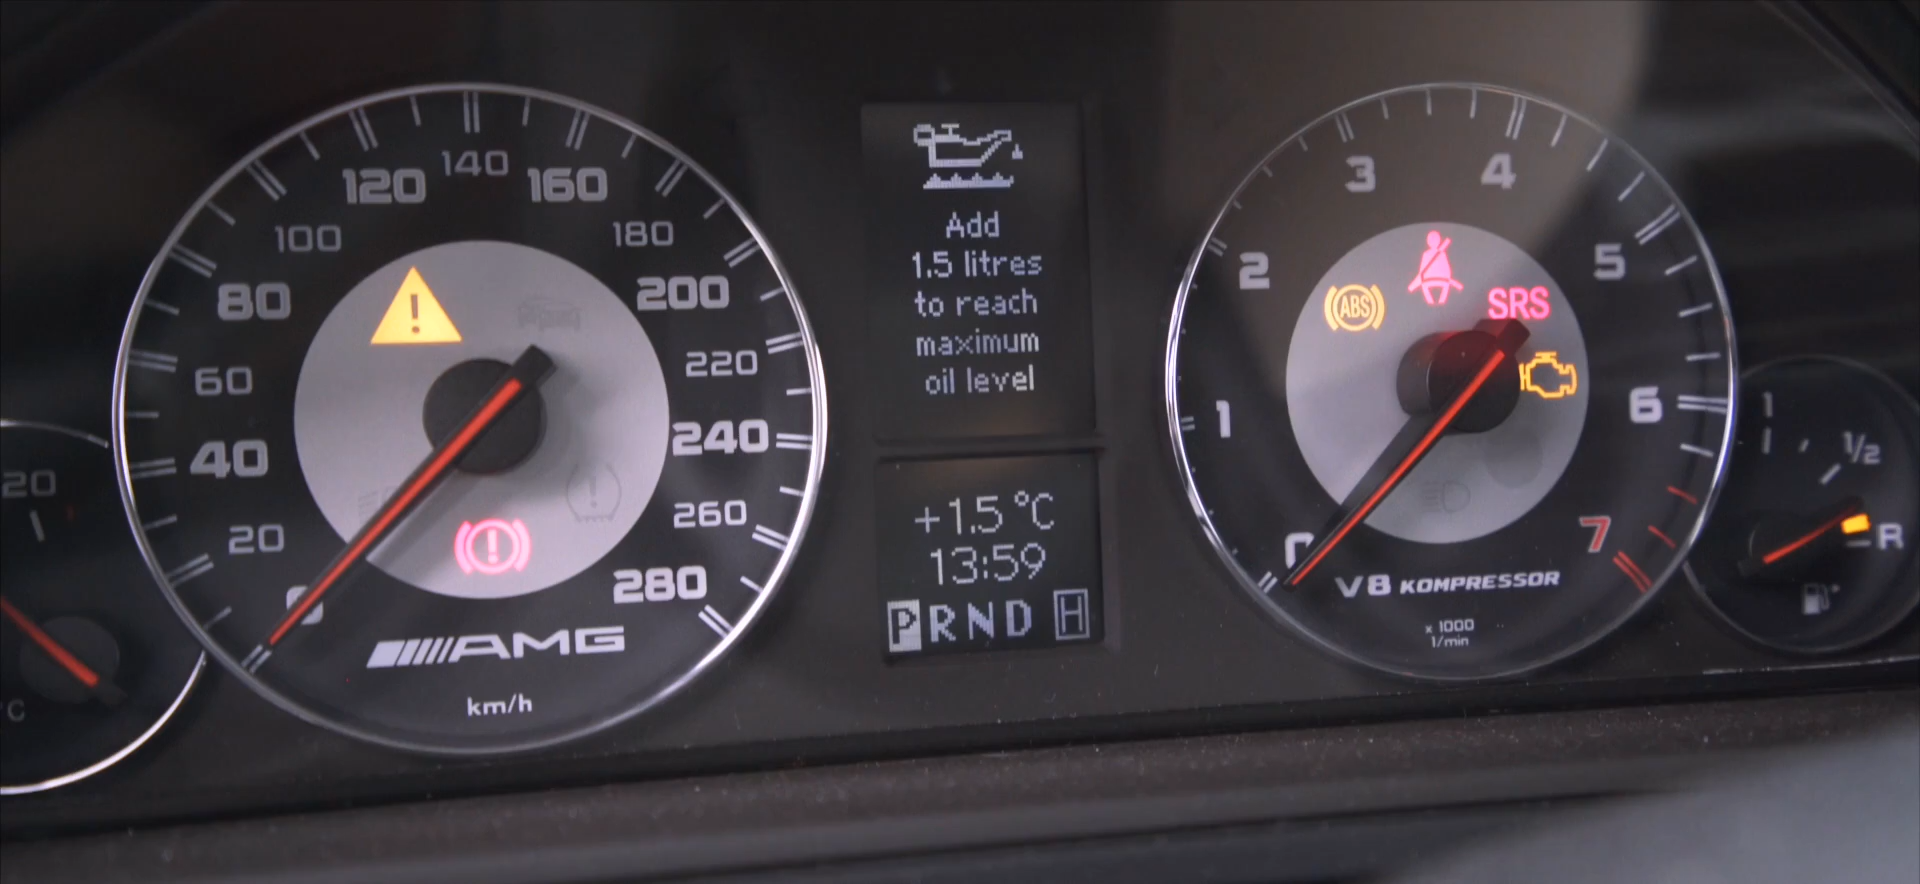 120 140 160
100 180
80 200
60 220
40 240
20 260
0 280
AMG
km/h
20
°C
Add
1.5 litres
to reach
maximum
oil level
+1.5 °C
13:59
PRND H
3 4
2 5
1 6
0 7
ABS
SRS
V8 KOMPRESSOR
x 1000
1/min
1
1/2
R